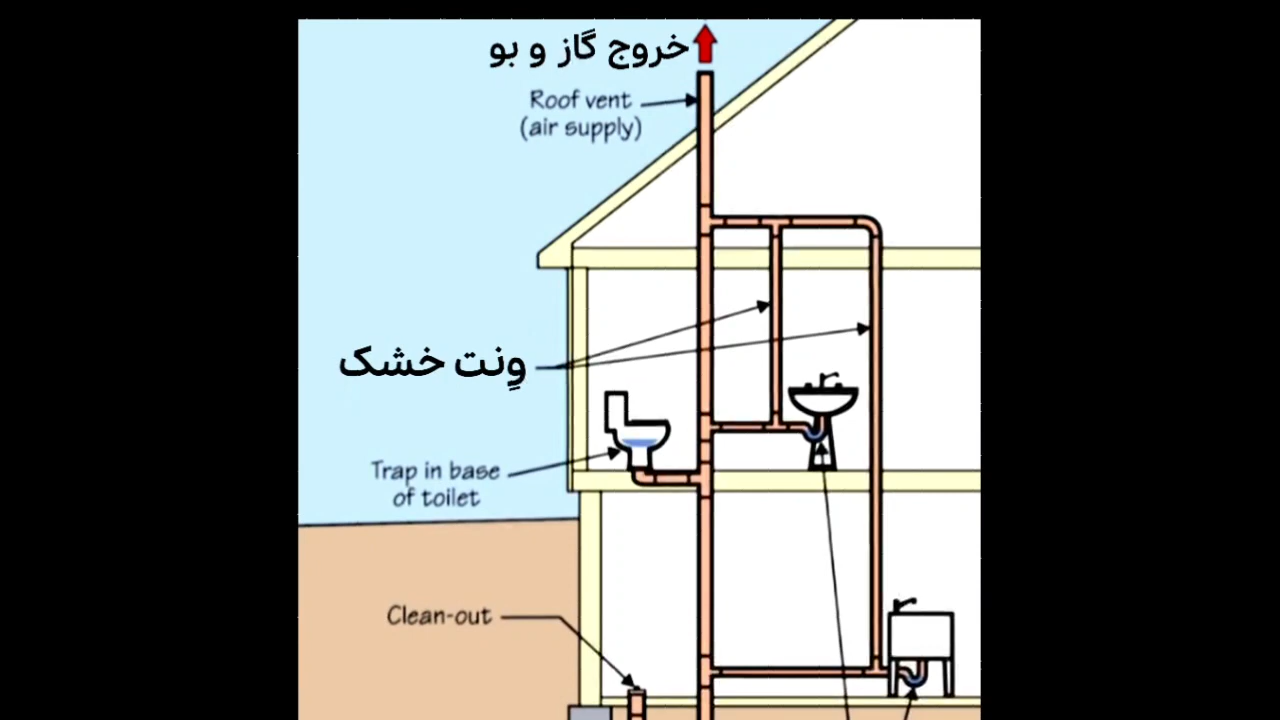 خروج گاز و بو
Roof vent
(air supply)
وِنت خشک
Trap in base
of toilet
Clean-out